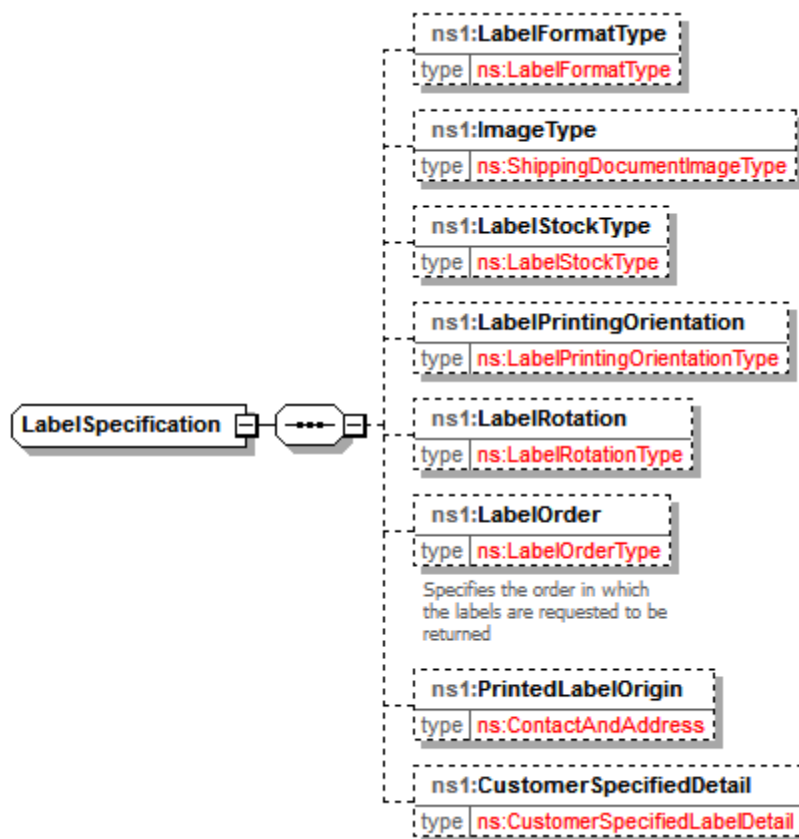 ns1:LabelFormatType
type ns:LabelFormatType
ns1:ImageType
type ns:ShippingDocumentImageType
ns1:LabelStockType
type ns:LabelStockType
ns1:LabelPrintingOrientation
type ns:LabelPrintingOrientationType
LabelSpecification
ns1:LabelRotation
type ns:LabelRotationType
ns1:LabelOrder
type ns:LabelOrderType
Specifies the order in which
the labels are requested to be
returned
ns1:PrintedLabelOrigin
type ns:ContactAndAddress
ns1:CustomerSpecifiedDetail
type ns:CustomerSpecifiedLabelDetail